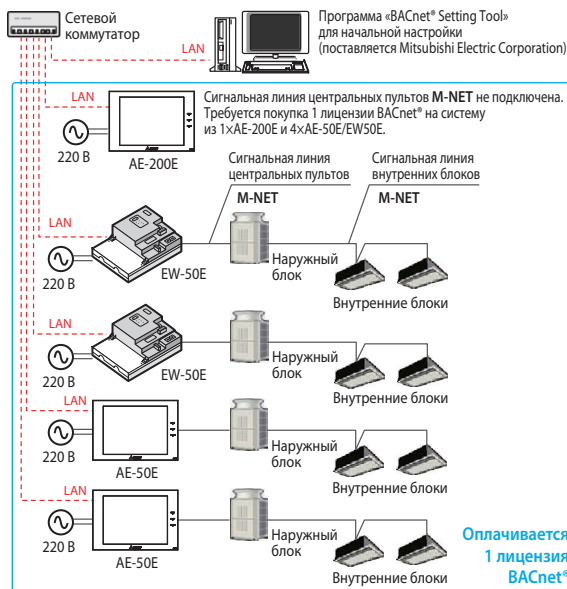 Сетевой
коммутатор
LAN
Программа «BACnet® Setting Tool»
для начальной настройки
(поставляется Mitsubishi Electric Corporation)
LAN
220 В
AE-200E
Сигнальная линия центральных пультов M-NET не подключена.
Требуется покупка 1 лицензии BACnet® на систему
из 1×AE-200E и 4×AE-50E/EW50E.
Сигнальная линия
центральных пультов
M-NET
Сигнальная линия
внутренних блоков
M-NET
LAN
220 В
EW-50E
Наружный
блок
Внутренние блоки
LAN
220 В
EW-50E
Наружный
блок
Внутренние блоки
LAN
220 В
AE-50E
Наружный
блок
Внутренние блоки
LAN
220 В
AE-50E
Наружный
блок
Внутренние блоки
Оплачивается
1 лицензия
BACnet®